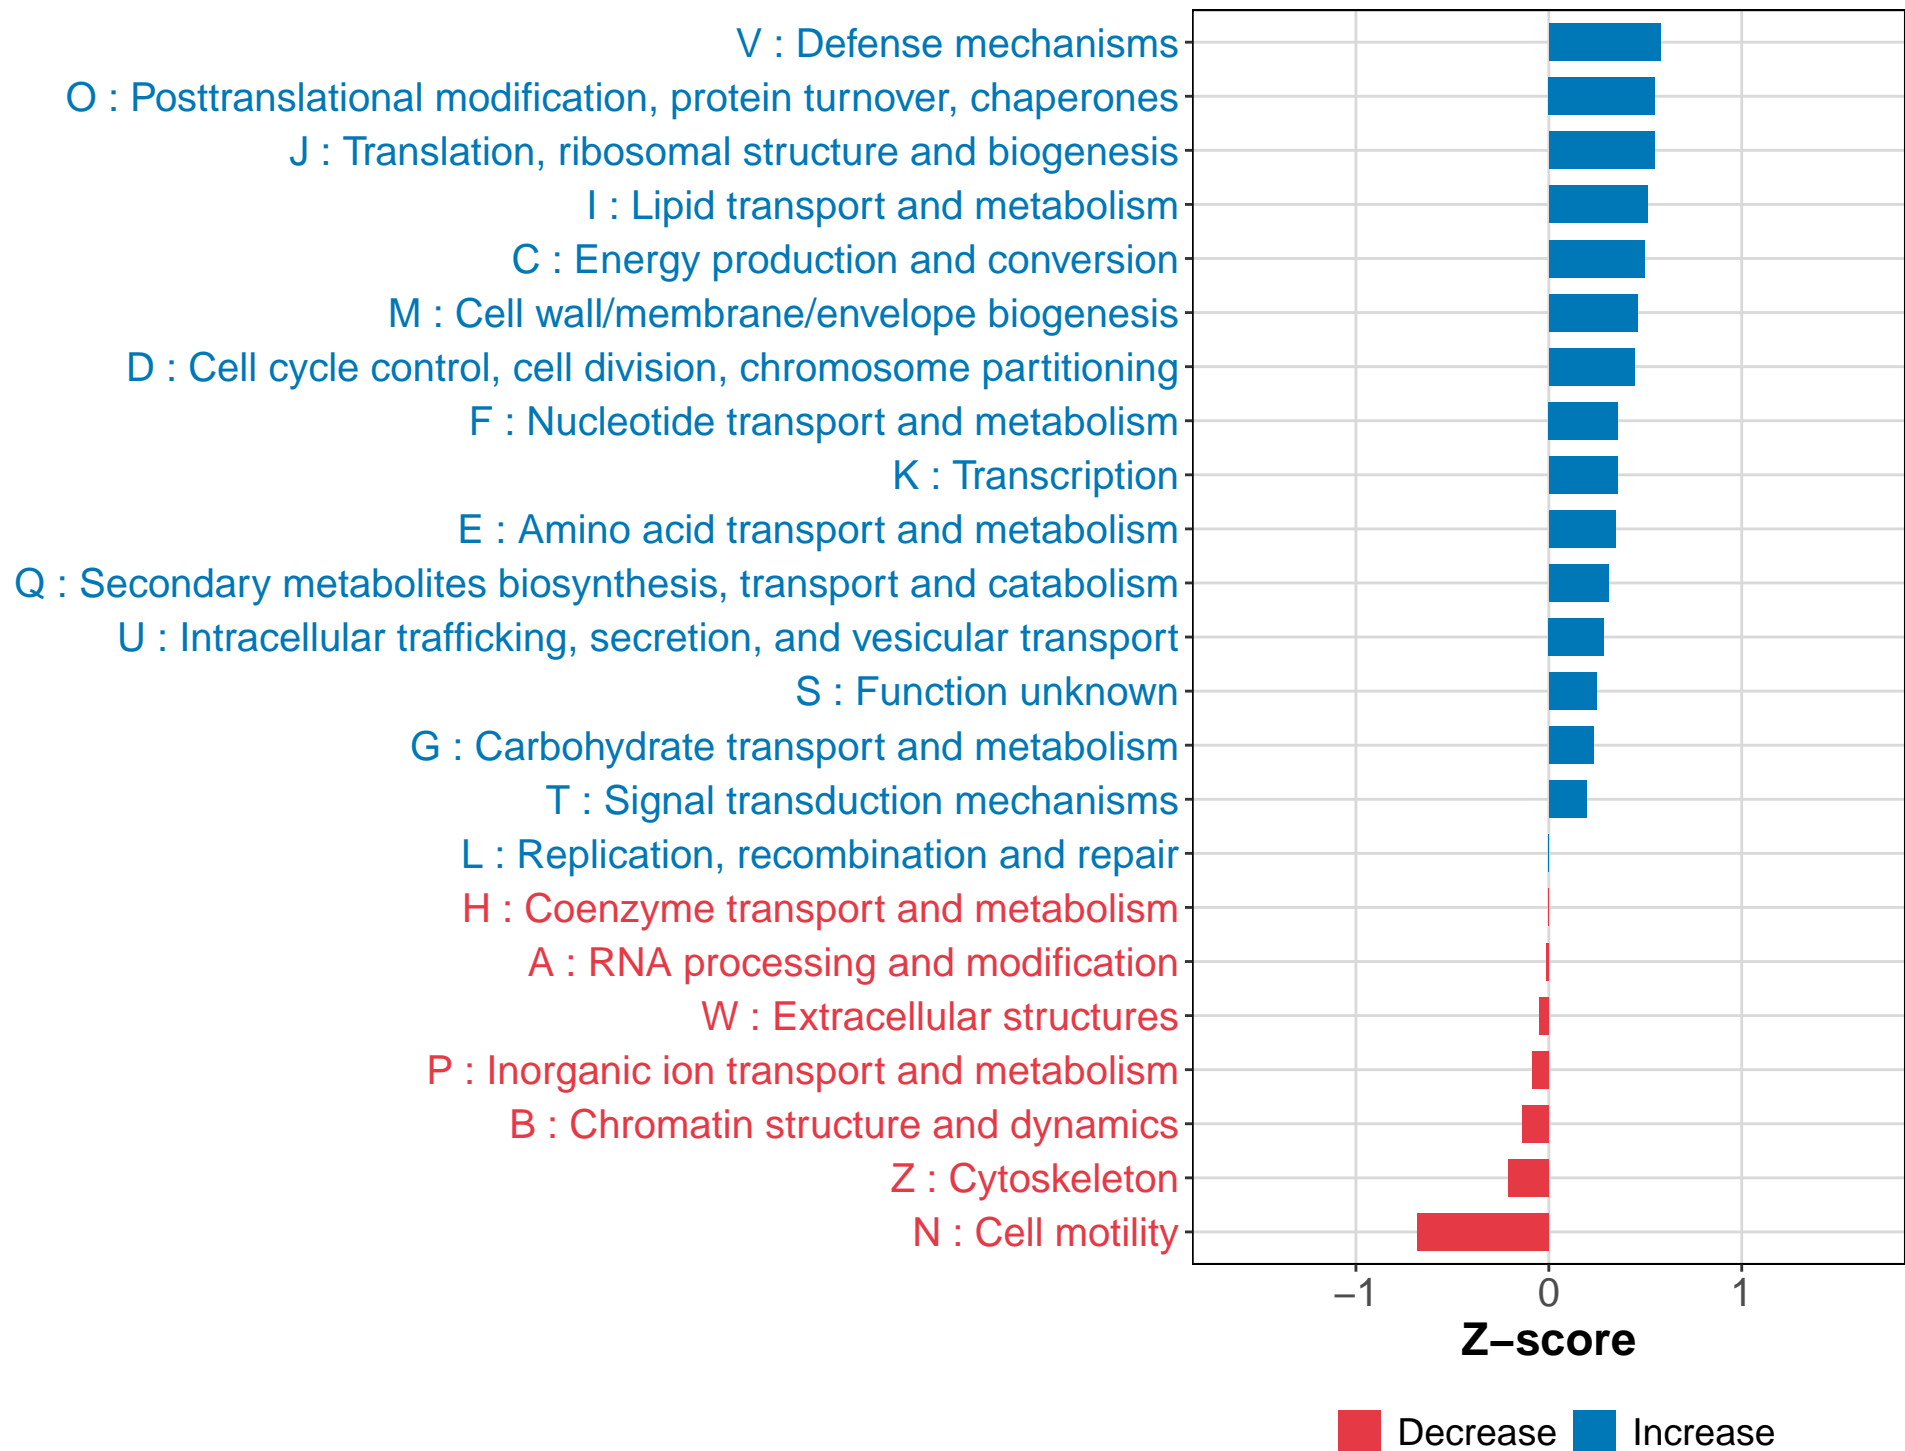 V : Defense mechanisms
O : Posttranslational modification, protein turnover, chaperones
J : Translation, ribosomal structure and biogenesis
I : Lipid transport and metabolism
C : Energy production and conversion
M : Cell wall/membrane/envelope biogenesis
D : Cell cycle control, cell division, chromosome partitioning
F : Nucleotide transport and metabolism
K : Transcription
E : Amino acid transport and metabolism
Q : Secondary metabolites biosynthesis, transport and catabolism
U : Intracellular trafficking, secretion, and vesicular transport
S : Function unknown
G : Carbohydrate transport and metabolism
T : Signal transduction mechanisms
L : Replication, recombination and repair
H : Coenzyme transport and metabolism
A : RNA processing and modification
W : Extracellular structures
P : Inorganic ion transport and metabolism
B : Chromatin structure and dynamics
Z : Cytoskeleton
N : Cell motility
−1 0 1
Z−score
Decrease Increase